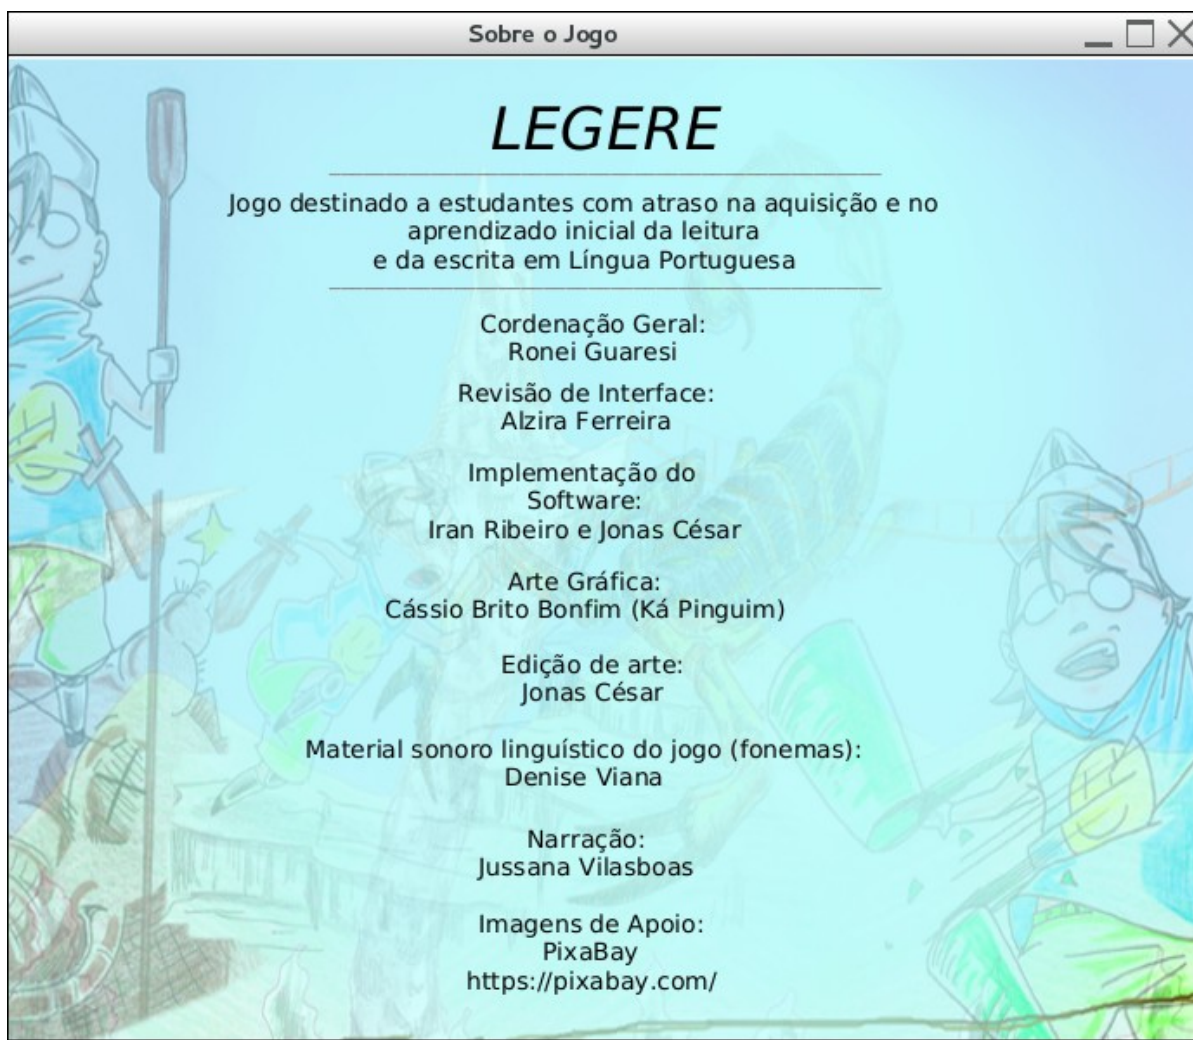 Sobre o Jogo
LEGERE
Jogo destinado a estudantes com atraso na aquisição e no
aprendizado inicial da leitura
e da escrita em Língua Portuguesa
Cordenação Geral:
Ronei Guaresi
Revisão de Interface:
Alzira Ferreira
Implementação do
Software:
Iran Ribeiro e Jonas César
Arte Gráfica:
Cássio Brito Bonfim (Ká Pinguim)
Edição de arte:
Jonas César
Material sonoro linguístico do jogo (fonemas):
Denise Viana
Narração:
Jussana Vilasboas
Imagens de Apoio:
PixaBay
https://pixabay.com/